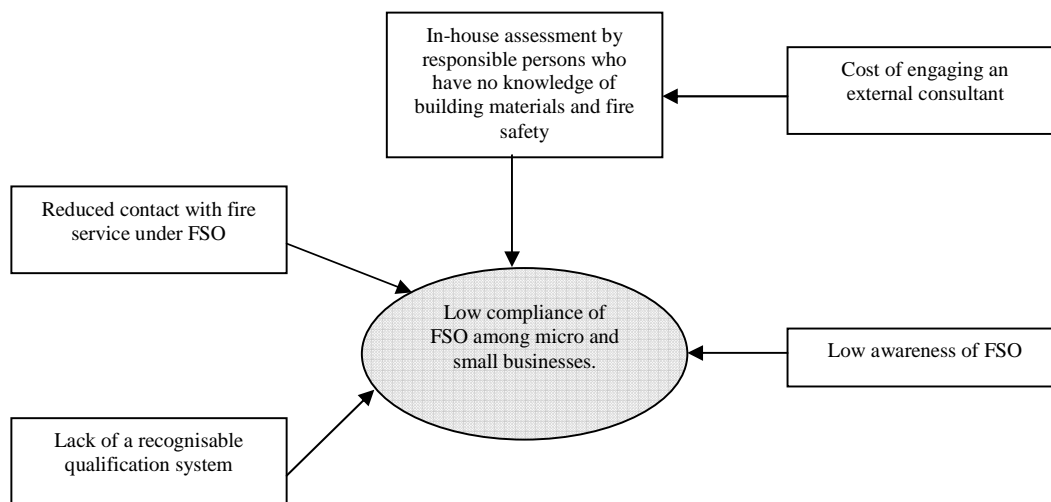 In-house assessment by
responsible persons who
have no knowledge of
building materials and fire
safety
Cost of engaging an
external consultant
Reduced contact with fire
service under FSO
Low compliance of
FSO among micro and
small businesses.
Low awareness of FSO
Lack of a recognisable
qualification system